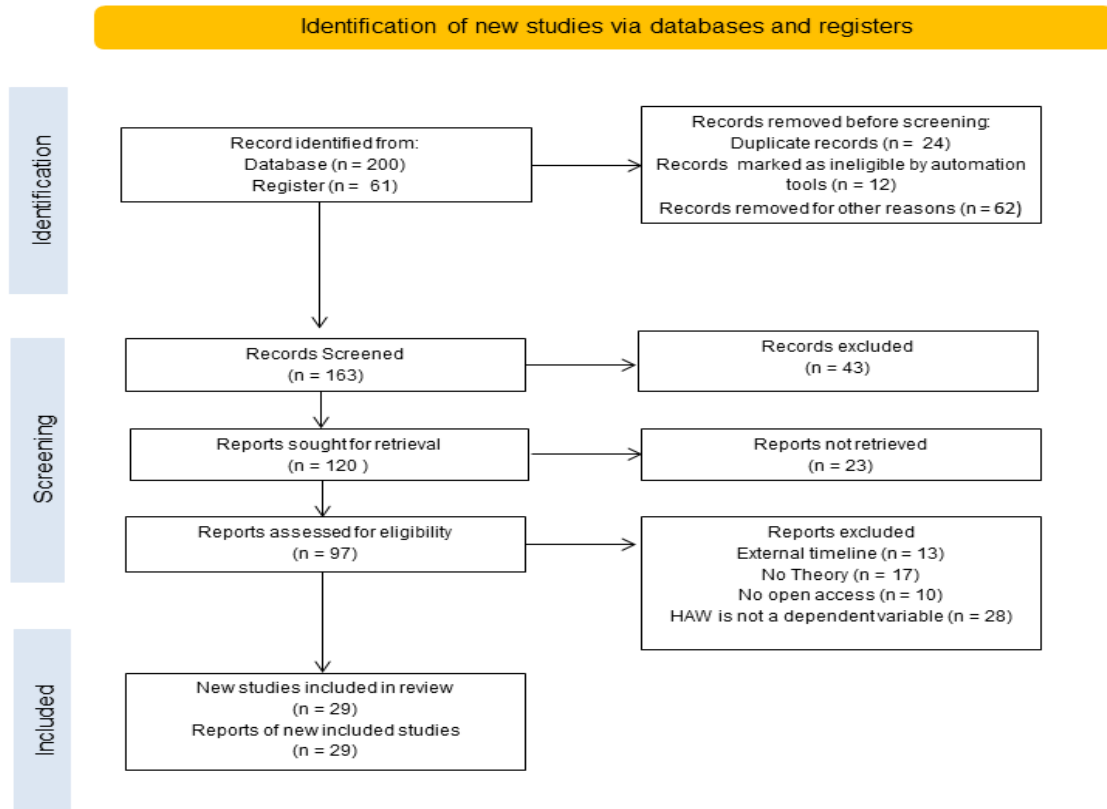 Identification of new studies via databases and registers
Identification
Record identified from:
Database (n = 200)
Register (n = 61)
Records removed before screening:
Duplicate records (n = 24)
Records marked as ineligible by automation
tools (n = 12)
Records removed for other reasons (n = 62)
Screening
Records Screened
(n = 163)
Records excluded
(n = 43)
Reports sought for retrieval
(n = 120 )
Reports not retrieved
(n = 23)
Reports assessed for eligibility
(n = 97)
Reports excluded
External timeline (n = 13)
No Theory (n = 17)
No open access (n = 10)
HAW is not a dependent variable (n = 28)
Included
New studies included in review
(n = 29)
Reports of new included studies
(n = 29)